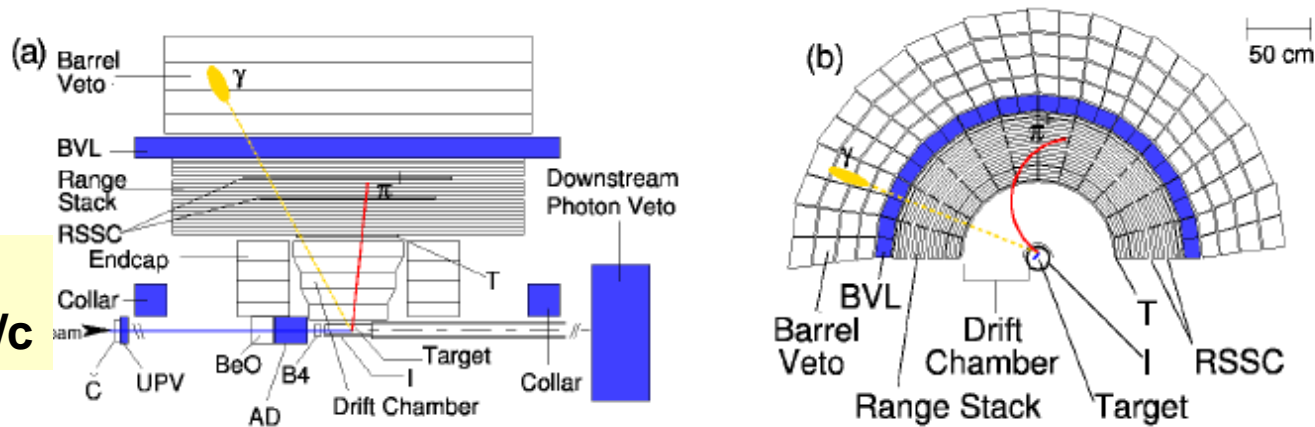 (a)
Barrel
Veto
γ
BVL
Range
Stack
π+
RSSC
Endcap
T
Collar
/c
eam
Č
UPV
BeO
AD
B4
I
Target
Drift Chamber
Collar
Downstream
Photon Veto
(b)
50 cm
γ
π+
BVL
Barrel
Veto
Drift
Chamber
T
I
RSSC
Range Stack
Target